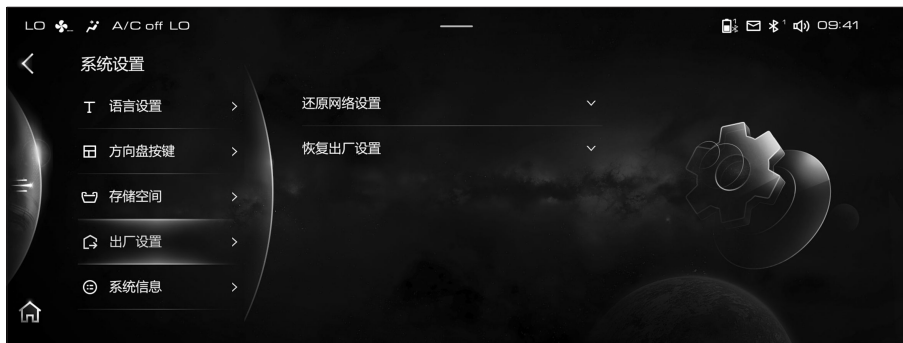 LO A/C off LO
1 1 09:41
系统设置
语言设置
还原网络设置
方向盘按键
恢复出厂设置
存储空间
出厂设置
系统信息